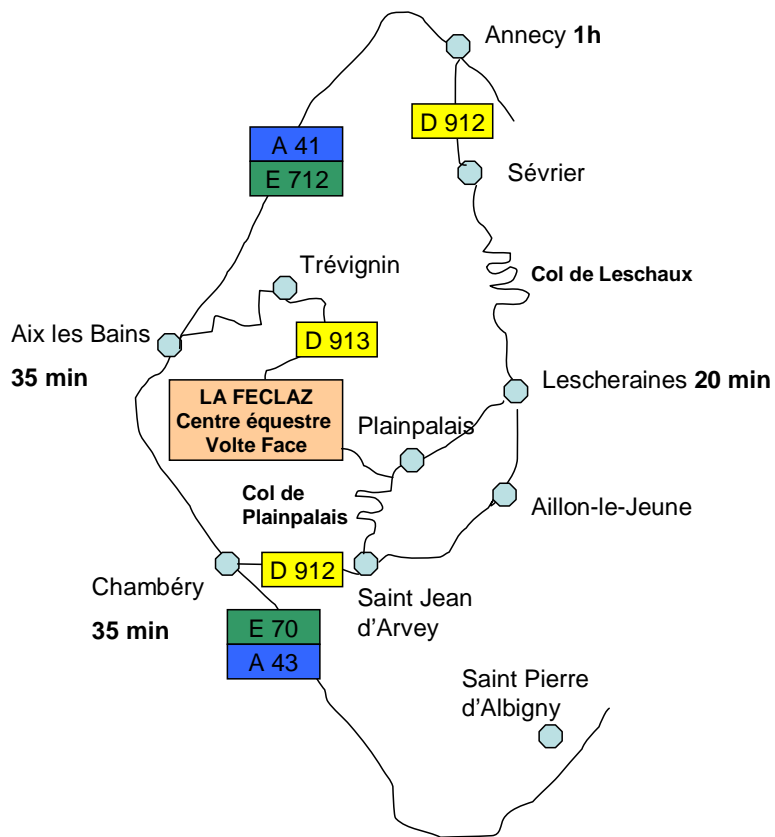 Annecy 1h
D 912
A 41
E 712
Sévrier
Trévignin
Col de Leschaux
Aix les Bains
35 min
D 913
LA FECLAZ
Centre équestre
Volte Face
Lescheraines 20 min
Plainpalais
Col de
Plainpalais
Aillon-le-Jeune
Chambéry
35 min
D 912
Saint Jean
d'Arvey
E 70
A 43
Saint Pierre
d'Albigny